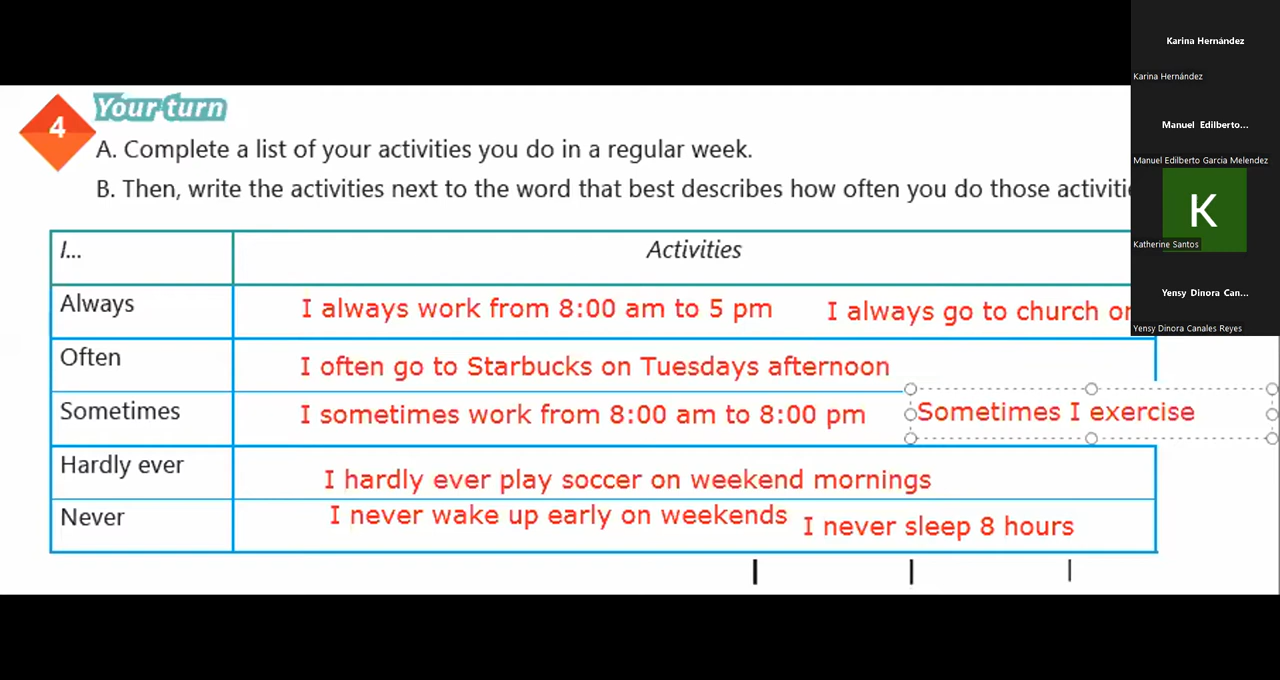 Your turn
4
A. Complete a list of your activities you do in a regular week.
B. Then, write the activities next to the word that best describes how often you do those
I... Activities
Always I always work from 8:00 am to 5 pm I always go to church
Often I often go to Starbucks on Tuesdays afternoon
Sometimes I sometimes work from 8:00 am to 8:00 pm Sometimes I exercise
Hardly ever I hardly ever play soccer on weekend mornings
Never I never wake up early on weekends I never sleep 8 hours
Karina Hernández
Karina Hernández
Manuel Edilberto...
Manuel Edilberto Garcia Melendez
K
Katherine Santos
Yensy Dinora Can...
Yensy Dinora Canales Reyes